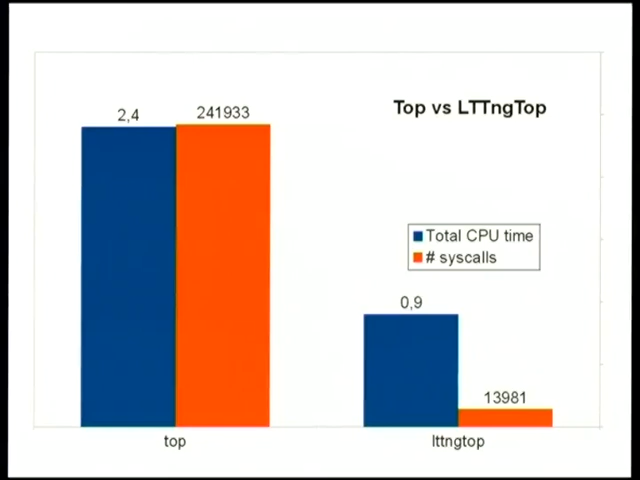 Top vs LTTngTop
2,4
241933
Total CPU time
# syscalls
0,9
13981
top
lttngtop